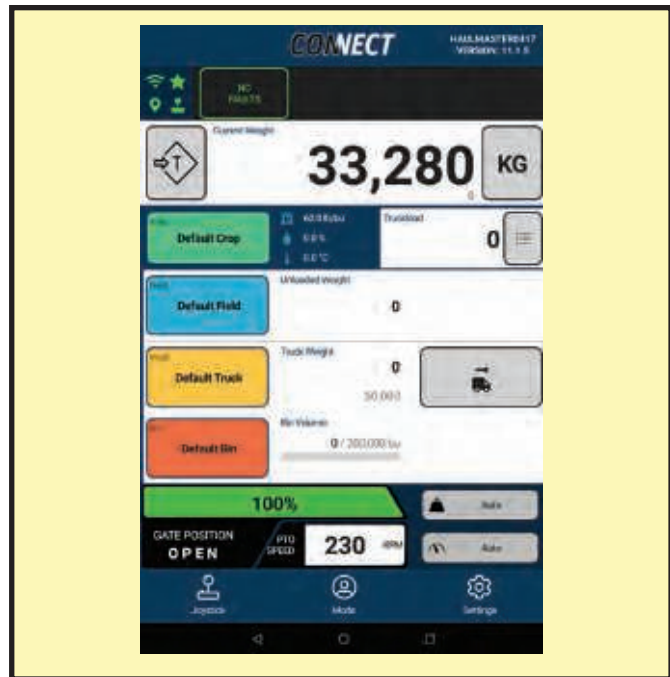 CONNECT
HAULMASTER0417
VERSION: 11.1.5
NO
FAULTS
Current Weight
T
33,280
KG
0
Default Crop
0.0 %
0.0 °C
Truckload
0
Default Field
Unloaded Weight
0
Default Truck
Truck Weight
0
50,000
Default Bin
Bin Volume
0 / 200,000 bu
100%
Auto
GATE POSITION
OPEN
PTO
SPEED
230
RPM
Auto
Joystick
Mode
Settings